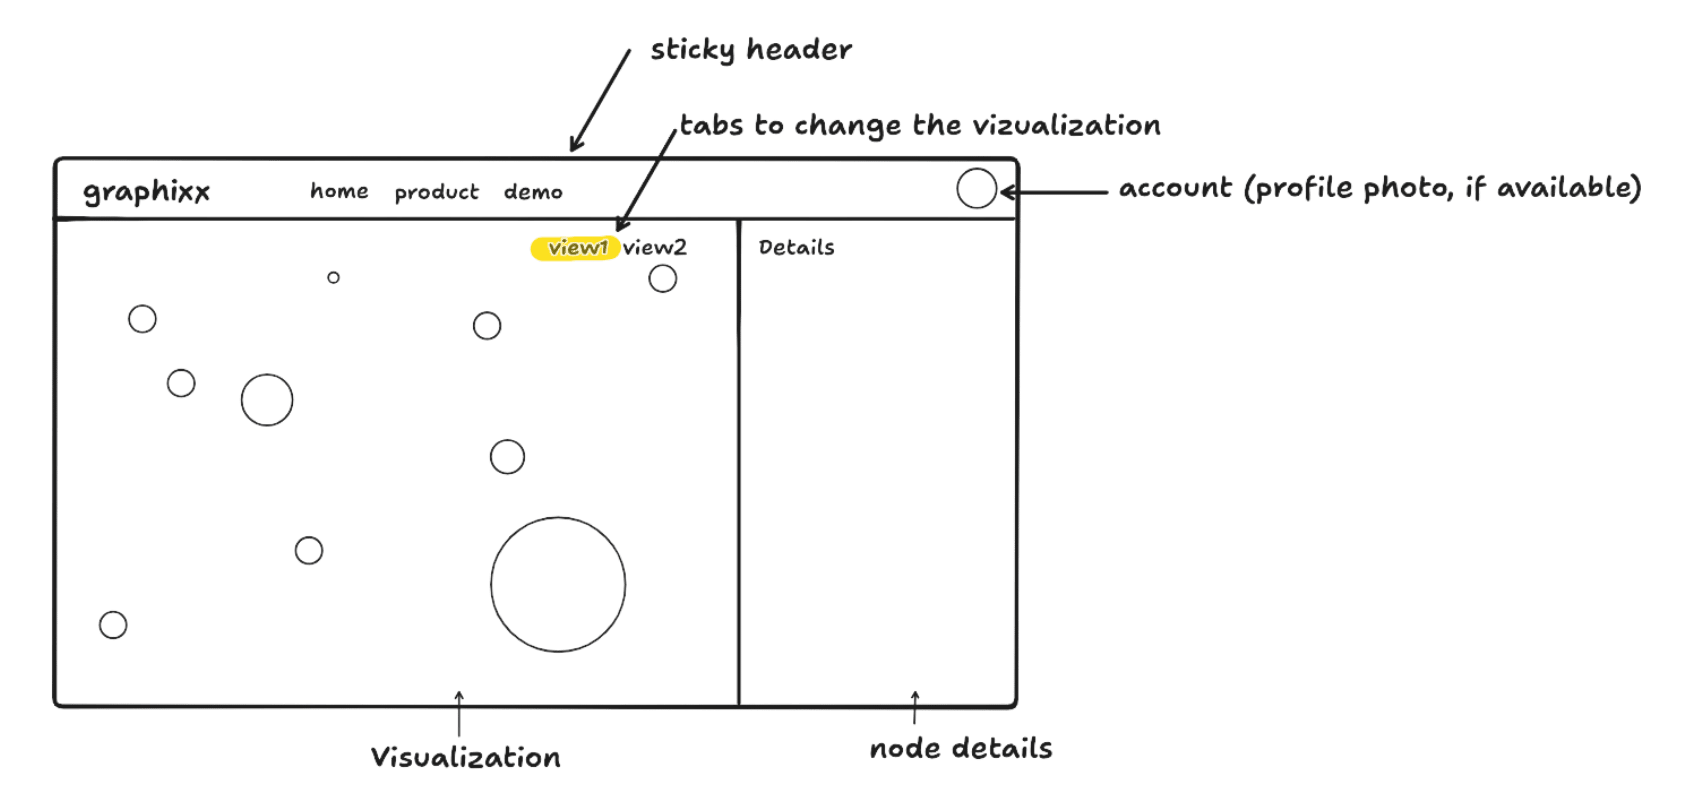 sticky header
tabs to change the vizualization
graphixx home product demo
account (profile photo, if available)
view1 view2
Details
Visualization
node details